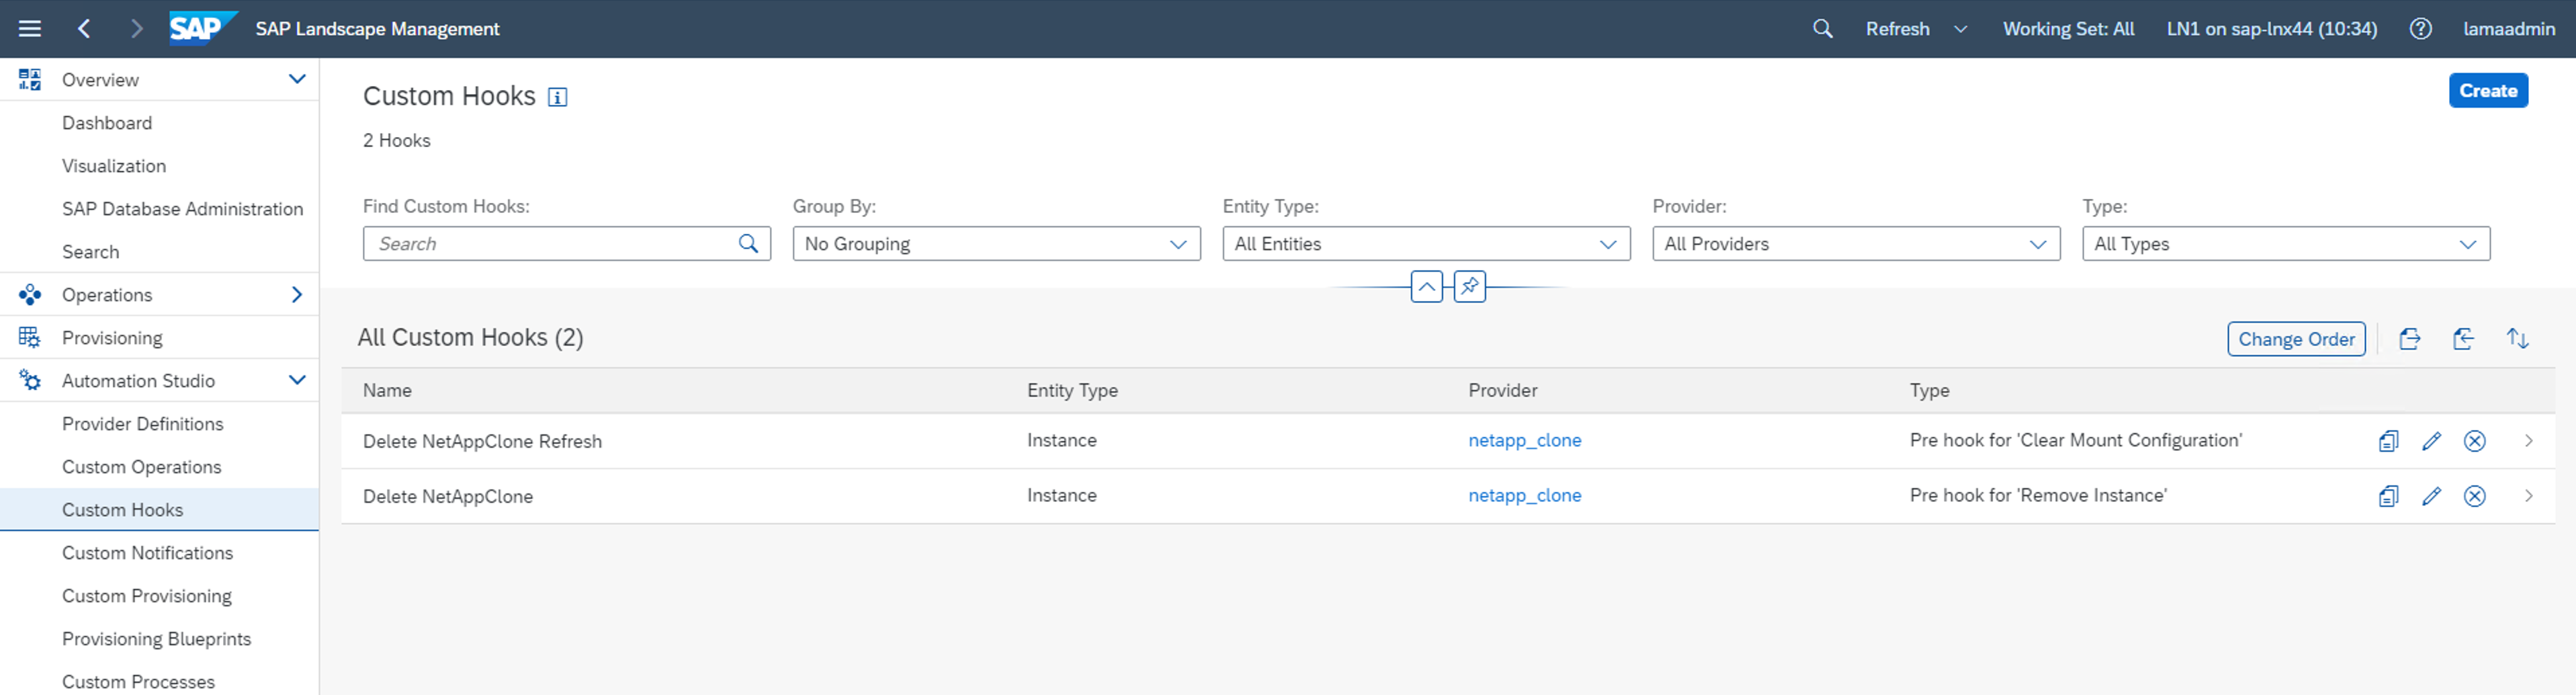 SAP SAP Landscape Management Refresh Working Set: All LN1 on sap-lnx44 (10:34) lamaadmin
Overview
Dashboard
Visualization
SAP Database Administration
Search
Operations
Provisioning
Automation Studio
Provider Definitions
Custom Operations
Custom Hooks
Custom Notifications
Custom Provisioning
Provisioning Blueprints
Custom Processes
Custom Hooks
Create
2 Hooks
Find Custom Hooks: Group By: Entity Type: Provider: Type:
Search No Grouping All Entities All Providers All Types
All Custom Hooks (2) Change Order
Name Entity Type Provider Type
Delete NetAppClone Refresh Instance netapp_clone Pre hook for 'Clear Mount Configuration'
Delete NetAppClone Instance netapp_clone Pre hook for 'Remove Instance'